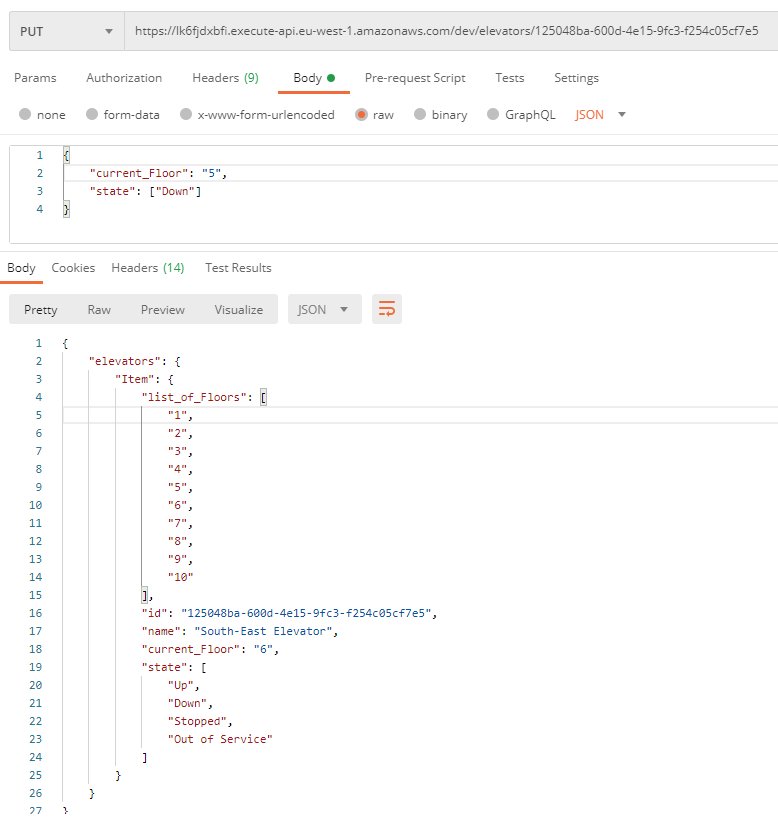 PUT https://lk6fjdxbfi.execute-api.eu-west-1.amazonaws.com/dev/elevators/125048ba-600d-4e15-9fc3-f254c05cf7e5
Params Authorization Headers (9) Body Pre-request Script Tests Settings
none form-data x-www-form-urlencoded raw binary GraphQL JSON
1 {
2 "current_Floor": "5",
3 "state": ["Down"]
4 }
Body Cookies Headers (14) Test Results
Pretty Raw Preview Visualize JSON
1 {
2 "elevators": {
3 "Item": {
4 "list_of_Floors": [
5 "1",
6 "2",
7 "3",
8 "4",
9 "5",
10 "6",
11 "7",
12 "8",
13 "9",
14 "10"
15 ],
16 "id": "125048ba-600d-4e15-9fc3-f254c05cf7e5",
17 "name": "South-East Elevator",
18 "current_Floor": "6",
19 "state": [
20 "Up",
21 "Down",
22 "Stopped",
23 "Out of Service"
24 ]
25 }
26 }
27 }